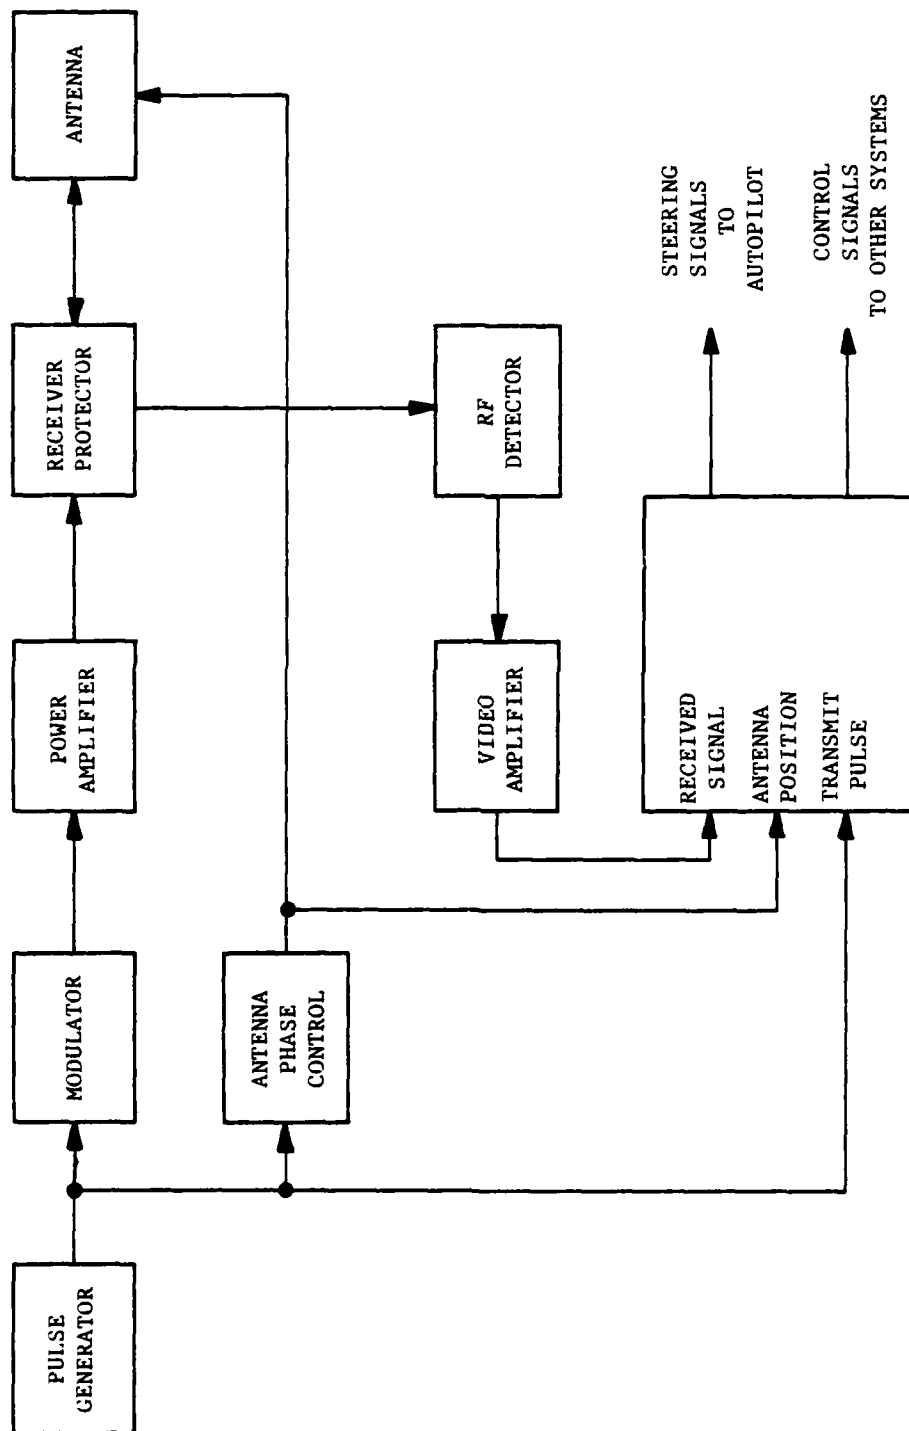 PULSE
GENERATOR
MODULATOR
POWER
AMPLIFIER
RECEIVER
PROTECTOR
ANTENNA
ANTENNA
PHASE
CONTROL
VIDEO
AMPLIFIER
RF
DETECTOR
RECEIVED
SIGNAL
ANTENNA
POSITION
TRANSMIT
PULSE
STEERING
SIGNALS
TO
AUTOPILOT
CONTROL
SIGNALS
TO OTHER SYSTEMS